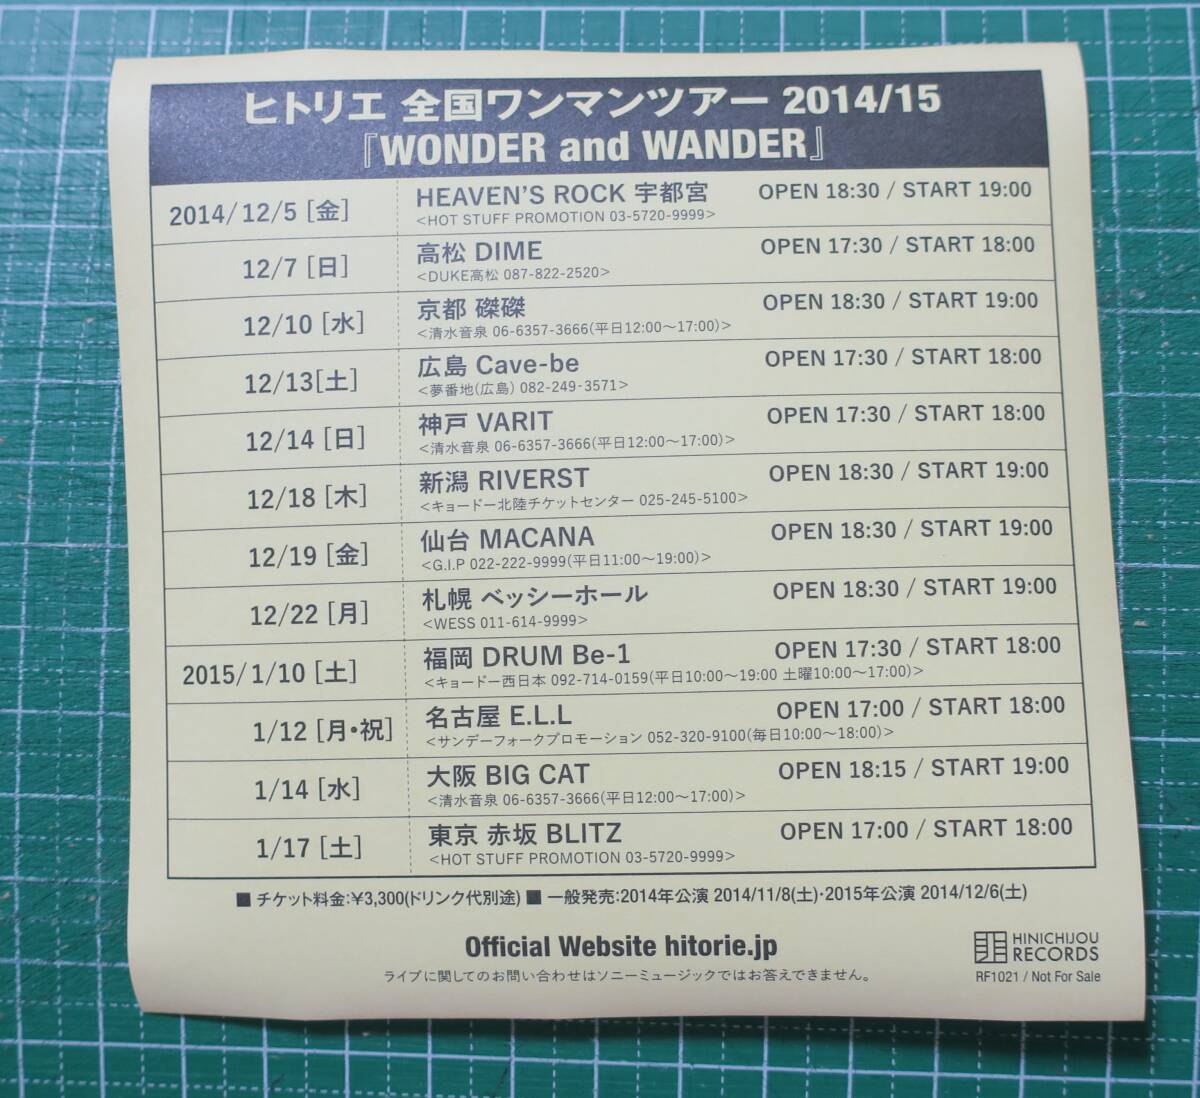 ヒトリエ 全国ワンマンツアー 2014/15
『WONDER and WANDER』
2014/12/5 [金] HEAVEN'S ROCK 宇都宮 OPEN 18:30 / START 19:00
<HOT STUFF PROMOTION 03-5720-9999>
12/7 [日] 高松 DIME OPEN 17:30 / START 18:00
<DUKE高松 087-822-2520>
12/10 [水] 京都 磔磔 OPEN 18:30 / START 19:00
<清水音泉 06-6357-3666(平日12:00〜17:00)>
12/13[土] 広島 Cave-be OPEN 17:30 / START 18:00
<夢番地(広島) 082-249-3571>
12/14 [日] 神戸 VARIT OPEN 17:30 / START 18:00
<清水音泉 06-6357-3666(平日12:00〜17:00)>
12/18 [木] 新潟 RIVERST OPEN 18:30 / START 19:00
<キョードー北陸チケットセンター 025-245-5100>
12/19 [金] 仙台 MACANA OPEN 18:30 / START 19:00
<G.I.P 022-222-9999(平日11:00〜19:00)>
12/22 [月] 札幌 ベッシーホール OPEN 18:30 / START 19:00
<WESS 011-614-9999>
2015/ 1/10 [土] 福岡 DRUM Be-1 OPEN 17:30 / START 18:00
<キョードー西日本 092-714-0159(平日10:00〜19:00 土曜10:00〜17:00)>
1/12 [月・祝] 名古屋 E.L.L OPEN 17:00 / START 18:00
<サンデーフォークプロモーション 052-320-9100(毎日10:00〜18:00)>
1/14 [水] 大阪 BIG CAT OPEN 18:15 / START 19:00
<清水音泉 06-6357-3666(平日12:00〜17:00)>
1/17 [土] 東京 赤坂 BLITZ OPEN 17:00 / START 18:00
<HOT STUFF PROMOTION 03-5720-9999>
■ チケット料金:¥3,300(ドリンク代別途) ■ 一般発売:2014年公演 2014/11/8(土)・2015年公演 2014/12/6(土)
Official Website hitorie.jp
ライブに関してのお問い合わせはソニーミュージックではお答えできません。
HINICHIJOU
RECORDS
RF1021 / Not For Sale